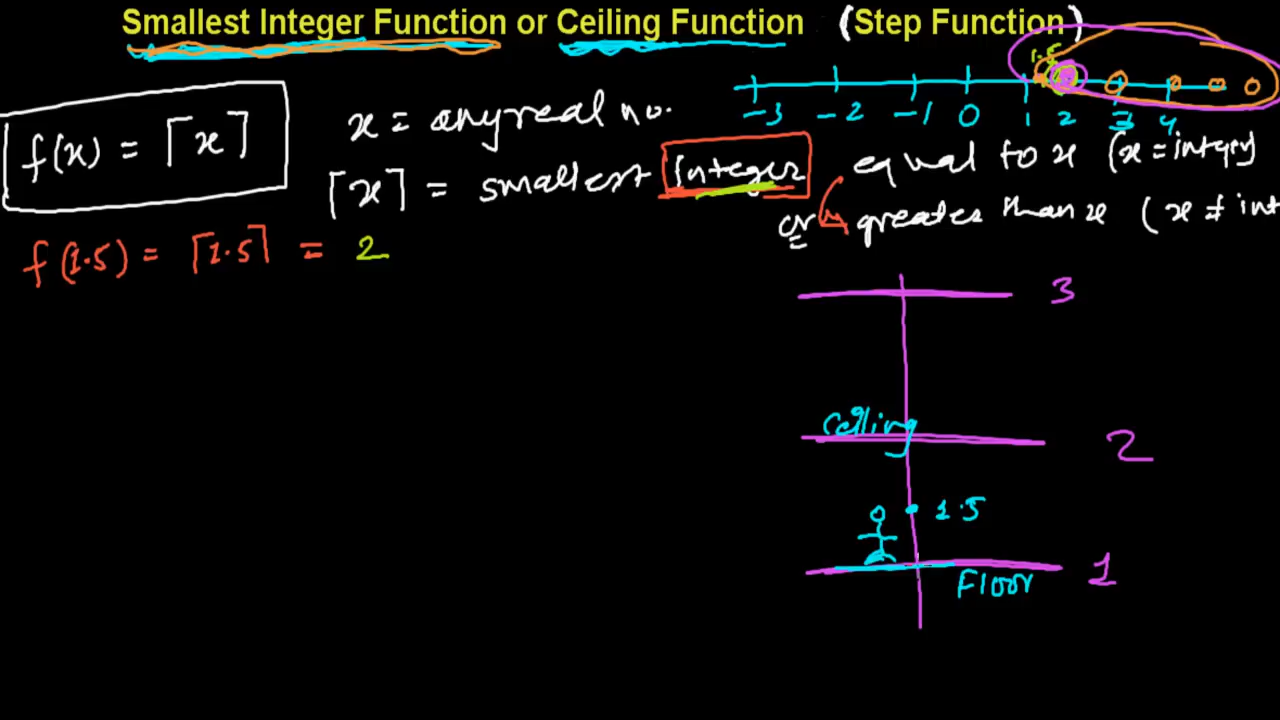 Smallest Integer Function or Ceiling Function (Step Function)
1.5
-3 -2 -1 0 1 2 3 4
f(x) = ⌈x⌉
x = any real no.
⌈x⌉ = smallest Integer equal to x (x = integer)
or greater than x (x ≠ int
f(1.5) = ⌈1.5⌉ = 2
3
Ceiling
2
1.5
1
Floor